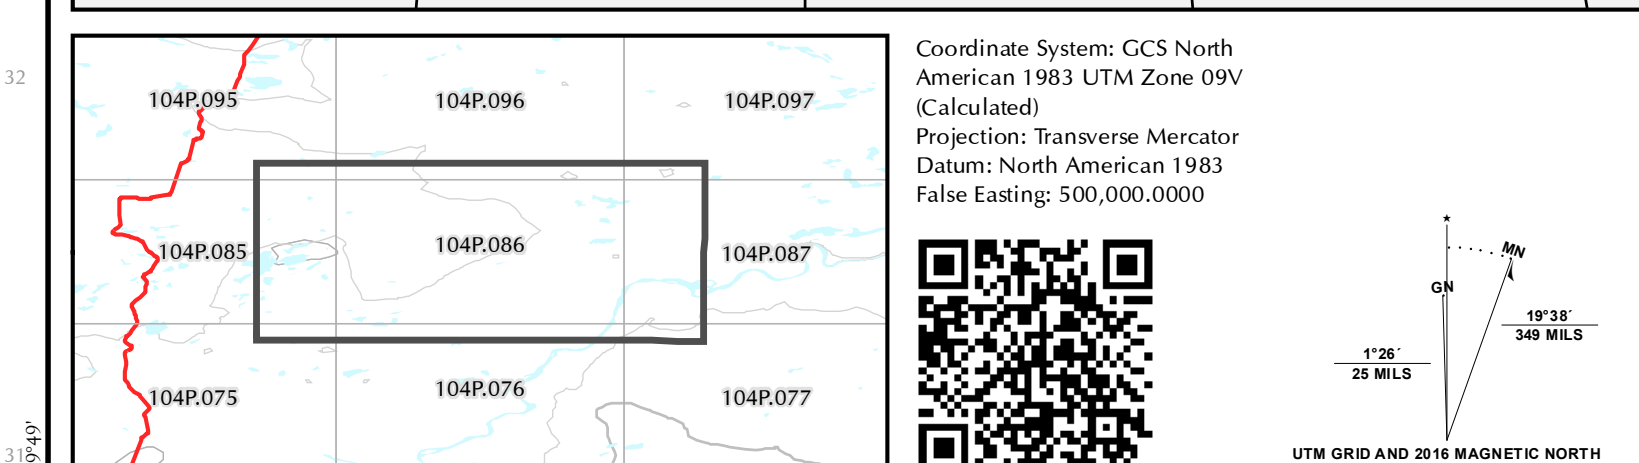 32
104P.095
104P.096
104P.097
104P.085
104P.086
104P.087
104P.075
104P.076
104P.077
31
9°49'
Coordinate System: GCS North
American 1983 UTM Zone 09V
(Calculated)
Projection: Transverse Mercator
Datum: North American 1983
False Easting: 500,000.0000
MN
GN
19°38´
349 MILS
1°26´
25 MILS
UTM GRID AND 2016 MAGNETIC NORTH